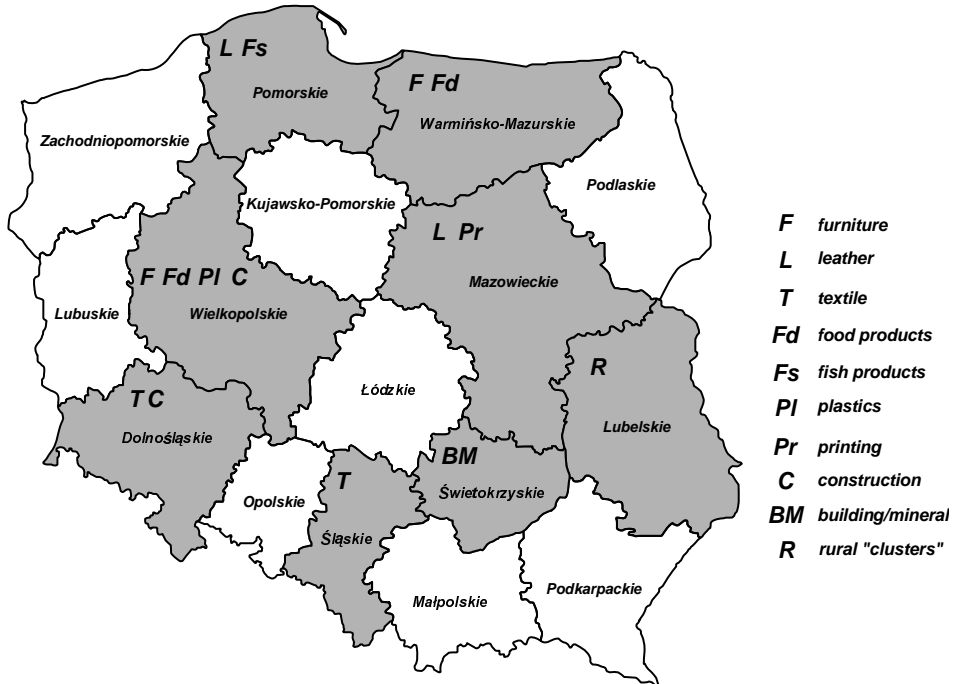 L Fs
Pomorskie
F Fd
Warmińsko-Mazurskie
Zachodniopomorskie
Podlaskie
Kujawsko-Pomorskie
L Pr
Mazowieckie
F Fd Pl C
Wielkopolskie
Lubuskie
R
Lubelskie
Łódzkie
T C
Dolnośląskie
BM
Świetokrzyskie
T
Śląskie
Opolskie
Małpolskie
Podkarpackie
F furniture
L leather
T textile
Fd food products
Fs fish products
Pl plastics
Pr printing
C construction
BM building/mineral
R rural "clusters"